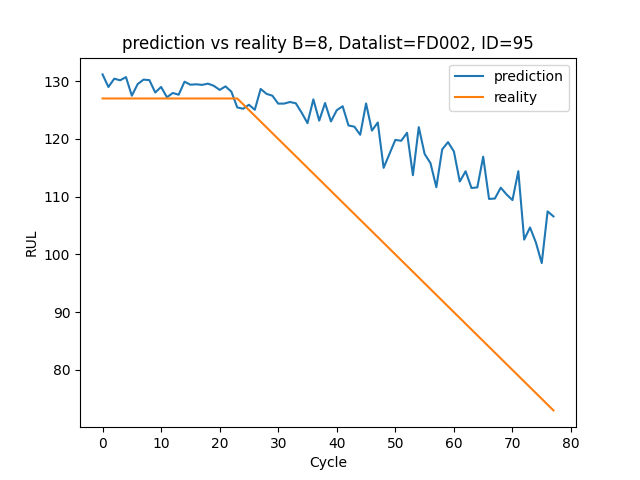 prediction vs reality B=8, Datalist=FD002, ID=95
prediction
reality
RUL
130
120
110
100
90
80
0 10 20 30 40 50 60 70 80
Cycle